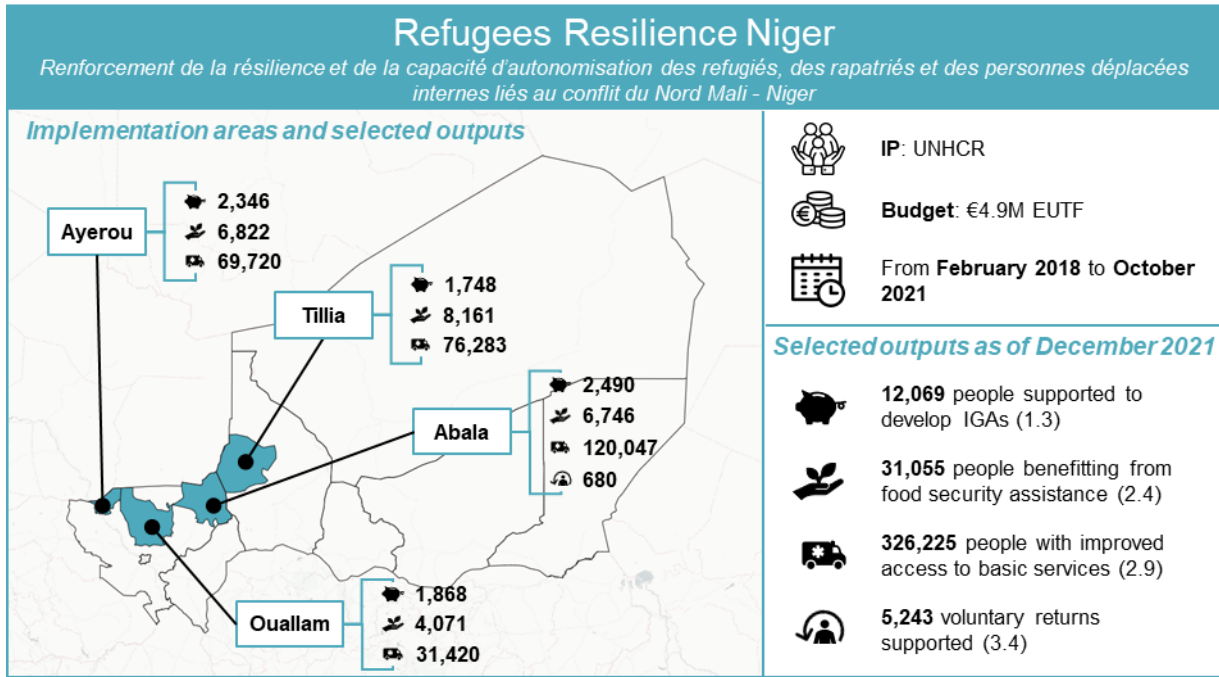 Refugees Resilience Niger
Renforcement de la résilience et de la capacité d'autonomisation des refugiés, des rapatriés et des personnes déplacées
internes liés au conflit du Nord Mali - Niger
Implementation areas and selected outputs
Ayerou
2,346
6,822
69,720
Tillia
1,748
8,161
76,283
Abala
2,490
6,746
120,047
680
Ouallam
1,868
4,071
31,420
IP: UNHCR
Budget: €4.9M EUTF
From February 2018 to October
2021
Selected outputs as of December 2021
12,069 people supported to
develop IGAs (1.3)
31,055 people benefitting from
food security assistance (2.4)
326,225 people with improved
access to basic services (2.9)
5,243 voluntary returns
supported (3.4)